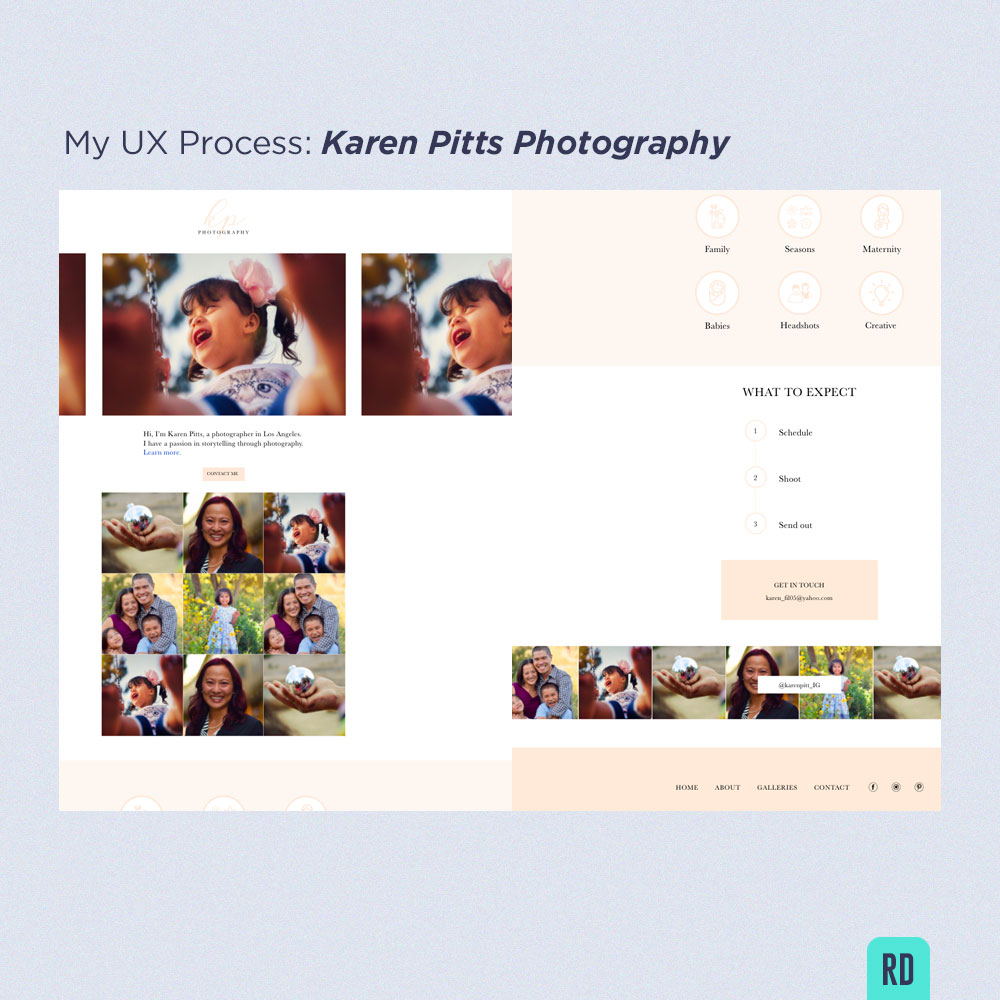 My UX Process: Karen Pitts Photography
kp
PHOTOGRAPHY
Hi, I'm Karen Pitts, a photographer in Los Angeles.
I have a passion in storytelling through photography.
Learn more.
CONTACT ME
Family
Seasons
Maternity
Babies
Headshots
Creative
WHAT TO EXPECT
1 Schedule
2 Shoot
3 Send out
GET IN TOUCH
karen_fil05@yahoo.com
@karenpitt_IG
HOME ABOUT GALLERIES CONTACT
RD